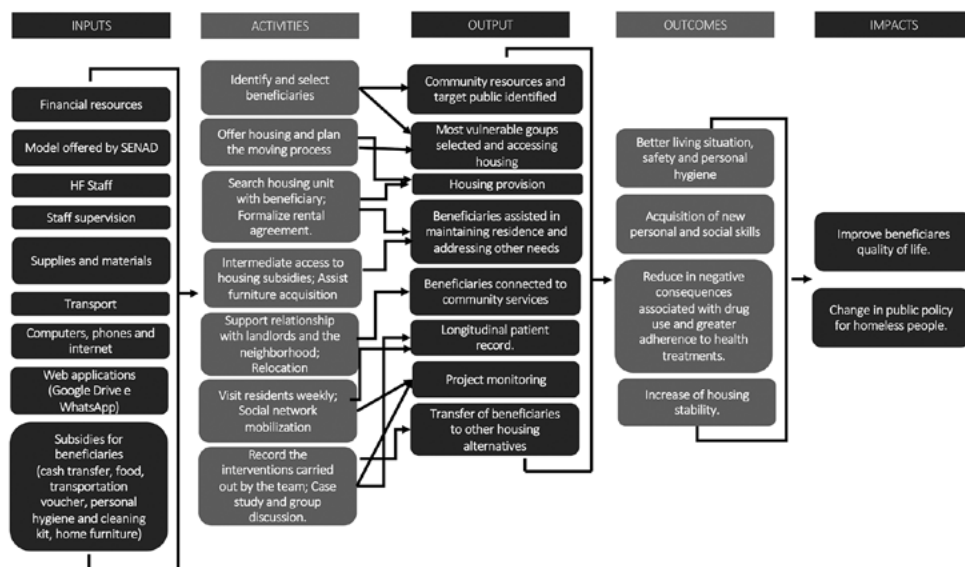 INPUTS
ACTIVITIES
OUTPUT
OUTCOMES
IMPACTS
Financial resources
Model offered by SENAD
HF Staff
Staff supervision
Supplies and materials
Transport
Computers, phones and
internet
Web applications
(Google Drive e
WhatsApp)
Subsidies for
beneficiaries
(cash transfer, food,
transportation
voucher, personal
hygiene and cleaning
kit, home furniture)
Identify and select
beneficiaries
Offer housing and plan
the moving process
Search housing unit
with beneficiary;
Formalize rental
agreement.
Intermediate access to
housing subsidies; Assist
furniture acquisition
Support relationship
with landlords and the
neighborhood;
Relocation
Visit residents weekly;
Social network
mobilization
Record the
interventions carried
out by the team; Case
study and group
discussion.
Community resources and
target public identified
Most vulnerable goups
selected and accessing
housing
Housing provision
Beneficiaries assisted in
maintaining residence and
addressing other needs
Beneficiaries connected to
community services
Longitudinal patient
record.
Project monitoring
Transfer of beneficiaries
to other housing
alternatives
Better living situation,
safety and personal
hygiene
Acquisition of new
personal and social skills
Reduce in negative
consequences
associated with drug
use and greater
adherence to health
treatments.
Increase of housing
stability.
Improve beneficiares
quality of life.
Change in public policy
for homeless people.